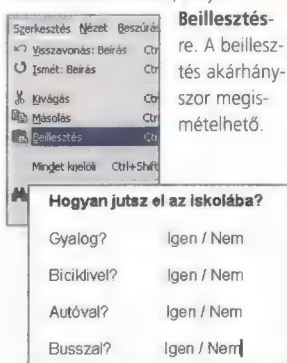 Beillesztés-
re. A beillesz-
tés akárhány-
szor megis-
mételhető.
Szerkesztés Nézet Beszúrás
Visszavonás: Beírás Ctr
Ismét: Beírás Ctr
Kivágás Ctr
Másolás Ctr
Beillesztés Ctr
Mindet kijelöli Ctrl+Shift
Hogyan jutsz el az iskolába?
Gyalog? Igen / Nem
Biciklivel? Igen / Nem
Autóval? Igen / Nem
Busszal? Igen / Nem